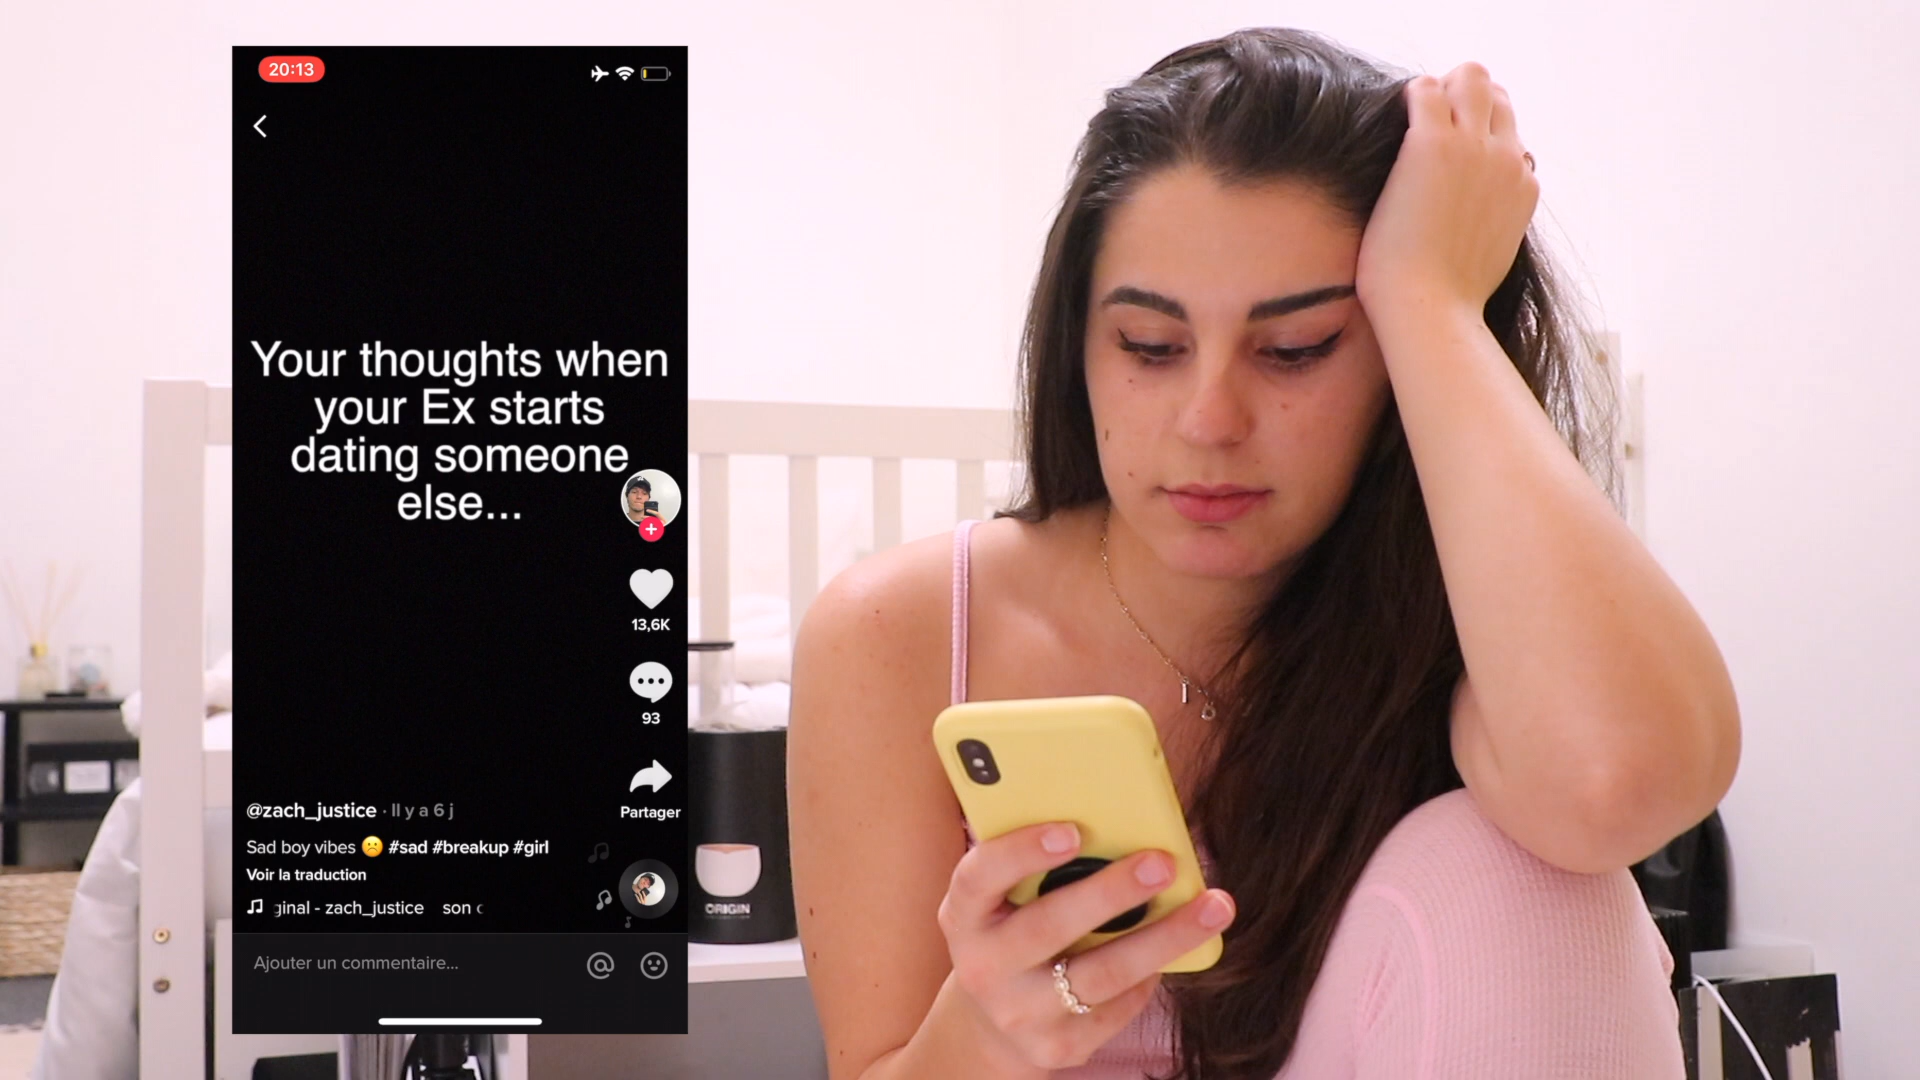 20:13
Your thoughts when
your Ex starts
dating someone
else...
13,6K
93
Partager
@zach_justice · Il y a 6 j
Sad boy vibes ☹️ #sad #breakup #girl
Voir la traduction
ginal - zach_justice son
Ajouter un commentaire...
ORIGIN